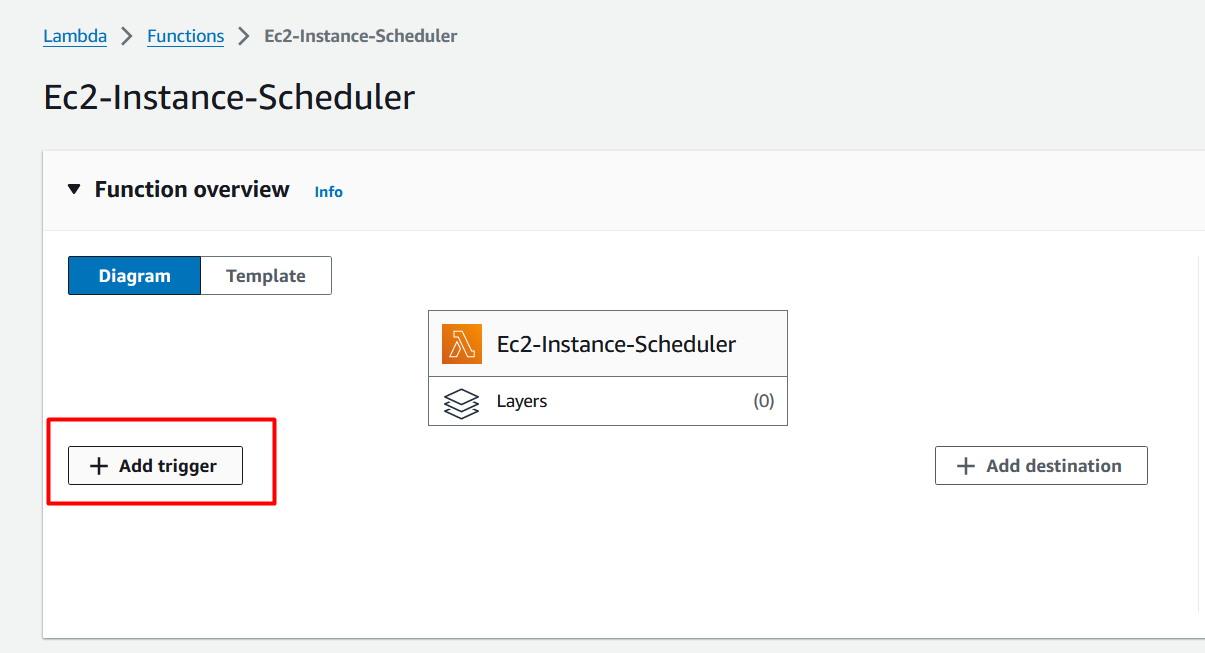 Lambda > Functions > Ec2-Instance-Scheduler
Ec2-Instance-Scheduler
Function overview Info
Diagram Template
Ec2-Instance-Scheduler
Layers (0)
+ Add trigger + Add destination